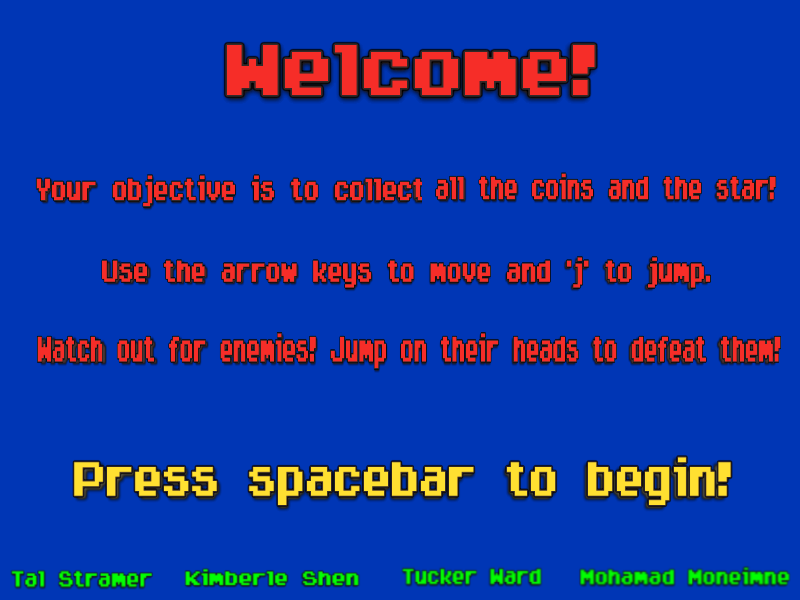 Welcome!
Your objective is to collect all the coins and the star!
Use the arrow keys to move and 'j' to jump.
Watch out for enemies! Jump on their heads to defeat them!
Press spacebar to begin!
Tal Stramer Kimberle Shen Tucker Ward Mohamad Moneimne